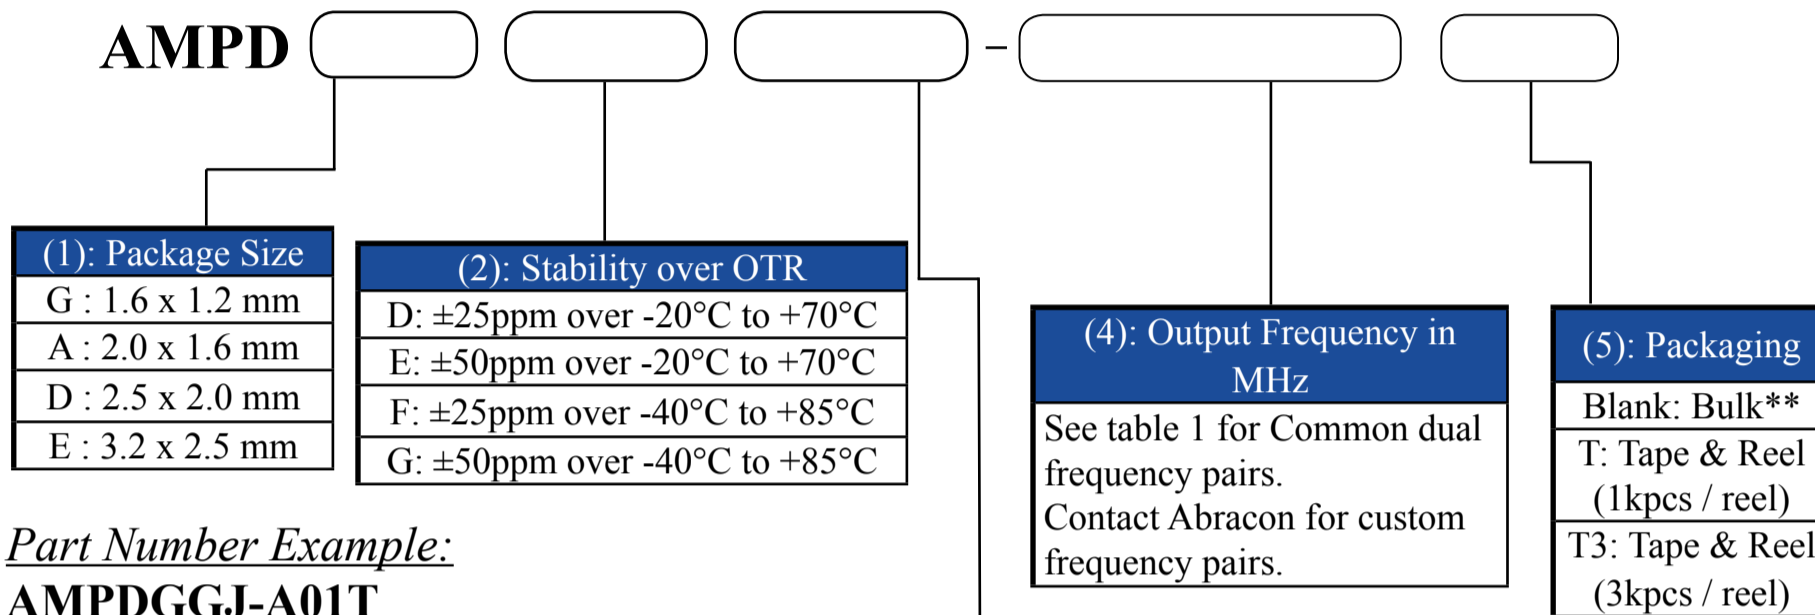 AMPD –
(1): Package Size
G : 1.6 x 1.2 mm
A : 2.0 x 1.6 mm
D : 2.5 x 2.0 mm
E : 3.2 x 2.5 mm
(2): Stability over OTR
D: ±25ppm over -20°C to +70°C
E: ±50ppm over -20°C to +70°C
F: ±25ppm over -40°C to +85°C
G: ±50ppm over -40°C to +85°C
(4): Output Frequency in
MHz
See table 1 for Common dual
frequency pairs.
Contact Abracon for custom
frequency pairs.
(5): Packaging
Blank: Bulk**
T: Tape & Reel
(1kpcs / reel)
T3: Tape & Reel
(3kpcs / reel)
Part Number Example:
AMPDGGJ-A01T